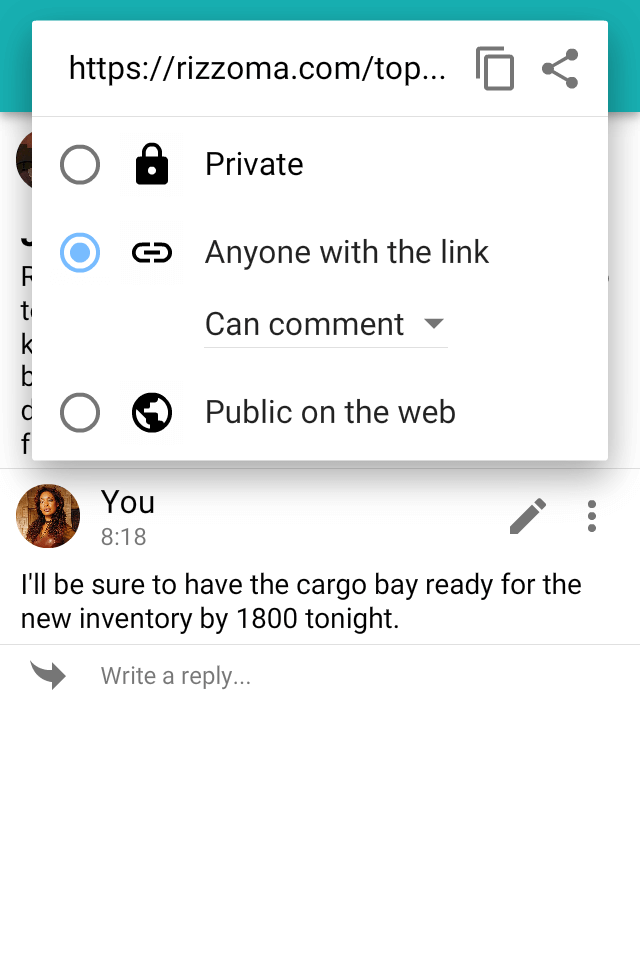 https://rizzoma.com/top...
Private
Anyone with the link
Can comment
Public on the web
You
8:18
I'll be sure to have the cargo bay ready for the
new inventory by 1800 tonight.
Write a reply...